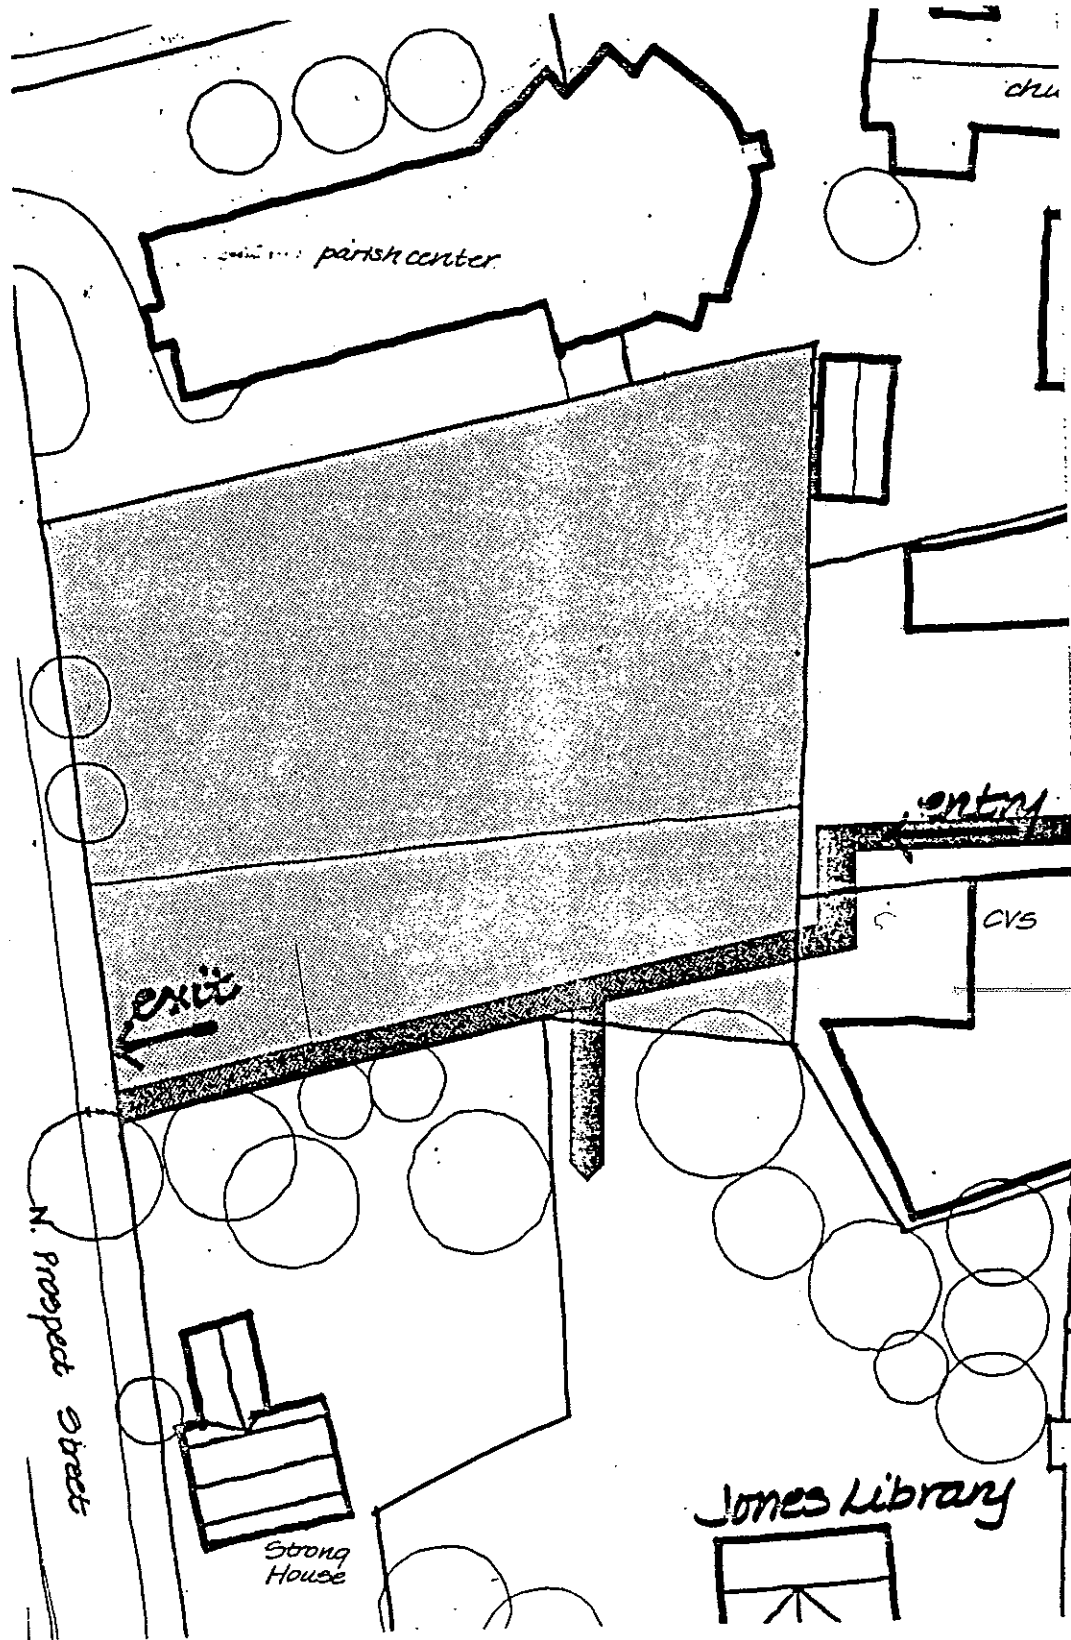 chu
parish center
entry
CVS
exit
N. Prospect Street
Jones Library
Strong
House